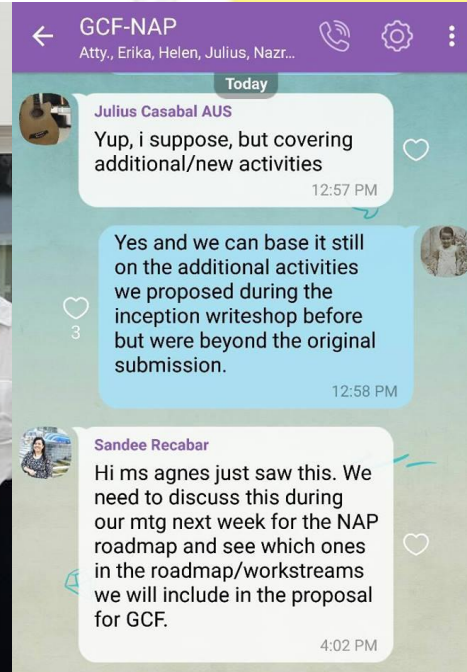 GCF-NAP
Atty., Erika, Helen, Julius, Nazr...
Today
Julius Casabal AUS
Yup, i suppose, but covering
additional/new activities
12:57 PM
Yes and we can base it still
on the additional activities
we proposed during the
inception writeshop before
but were beyond the original
submission.
3
12:58 PM
Sandee Recabar
Hi ms agnes just saw this. We
need to discuss this during
our mtg next week for the NAP
roadmap and see which ones
in the roadmap/workstreams
we will include in the proposal
for GCF.
4:02 PM